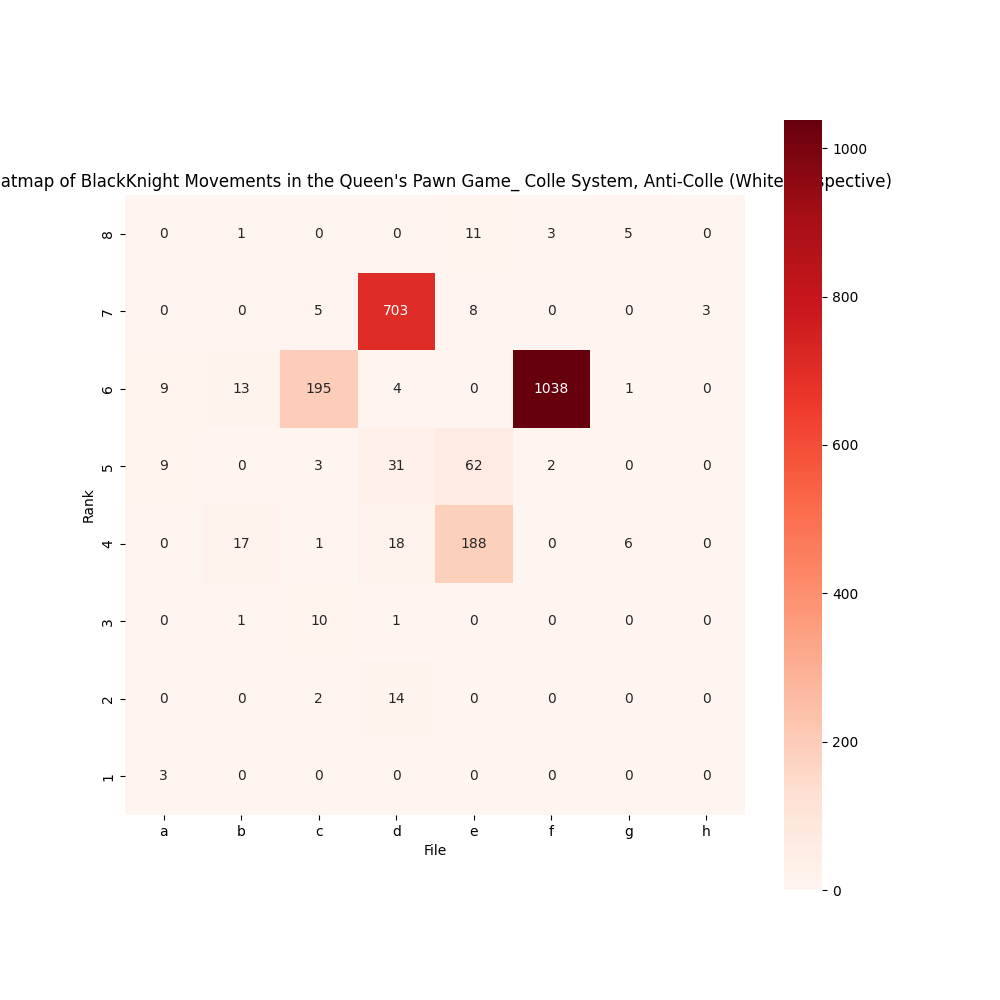 atmap of BlackKnight Movements in the Queen's Pawn Game_ Colle System, Anti-Colle (White spective)
1000
800
600
400
200
0
8 0 1 0 0 11 3 5 0
7 0 0 5 703 8 0 0 3
6 9 13 195 4 0 1038 1 0
5 9 0 3 31 62 2 0 0
4 0 17 1 18 188 0 6 0
3 0 1 10 1 0 0 0 0
2 0 0 2 14 0 0 0 0
1 3 0 0 0 0 0 0 0
Rank
a b c d e f g h
File